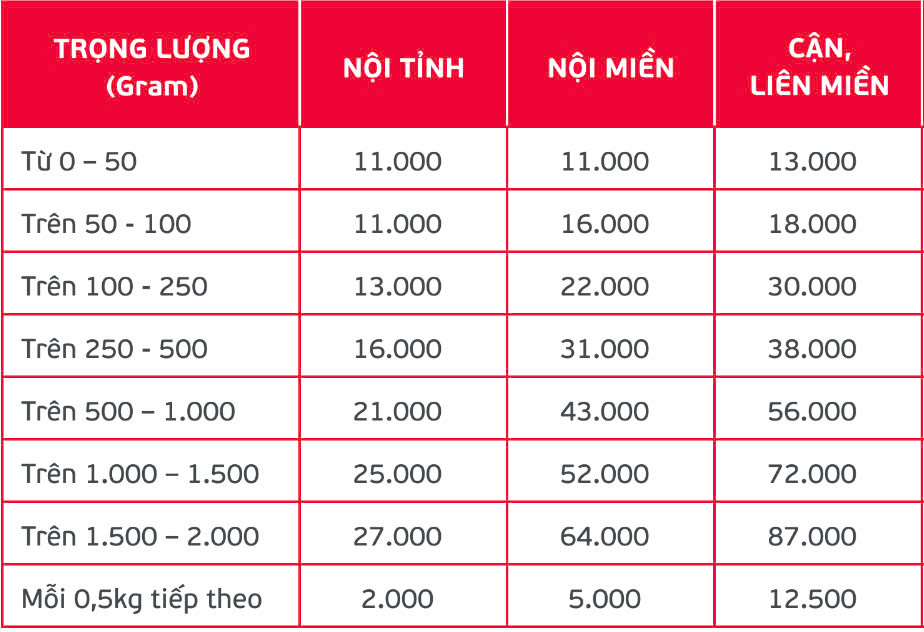 TRỌNG LƯỢNG (Gram) NỘI TỈNH NỘI MIỀN CẬN, LIÊN MIỀN
Từ 0 – 50 11.000 11.000 13.000
Trên 50 - 100 11.000 16.000 18.000
Trên 100 - 250 13.000 22.000 30.000
Trên 250 - 500 16.000 31.000 38.000
Trên 500 – 1.000 21.000 43.000 56.000
Trên 1.000 – 1.500 25.000 52.000 72.000
Trên 1.500 – 2.000 27.000 64.000 87.000
Mỗi 0,5kg tiếp theo 2.000 5.000 12.500